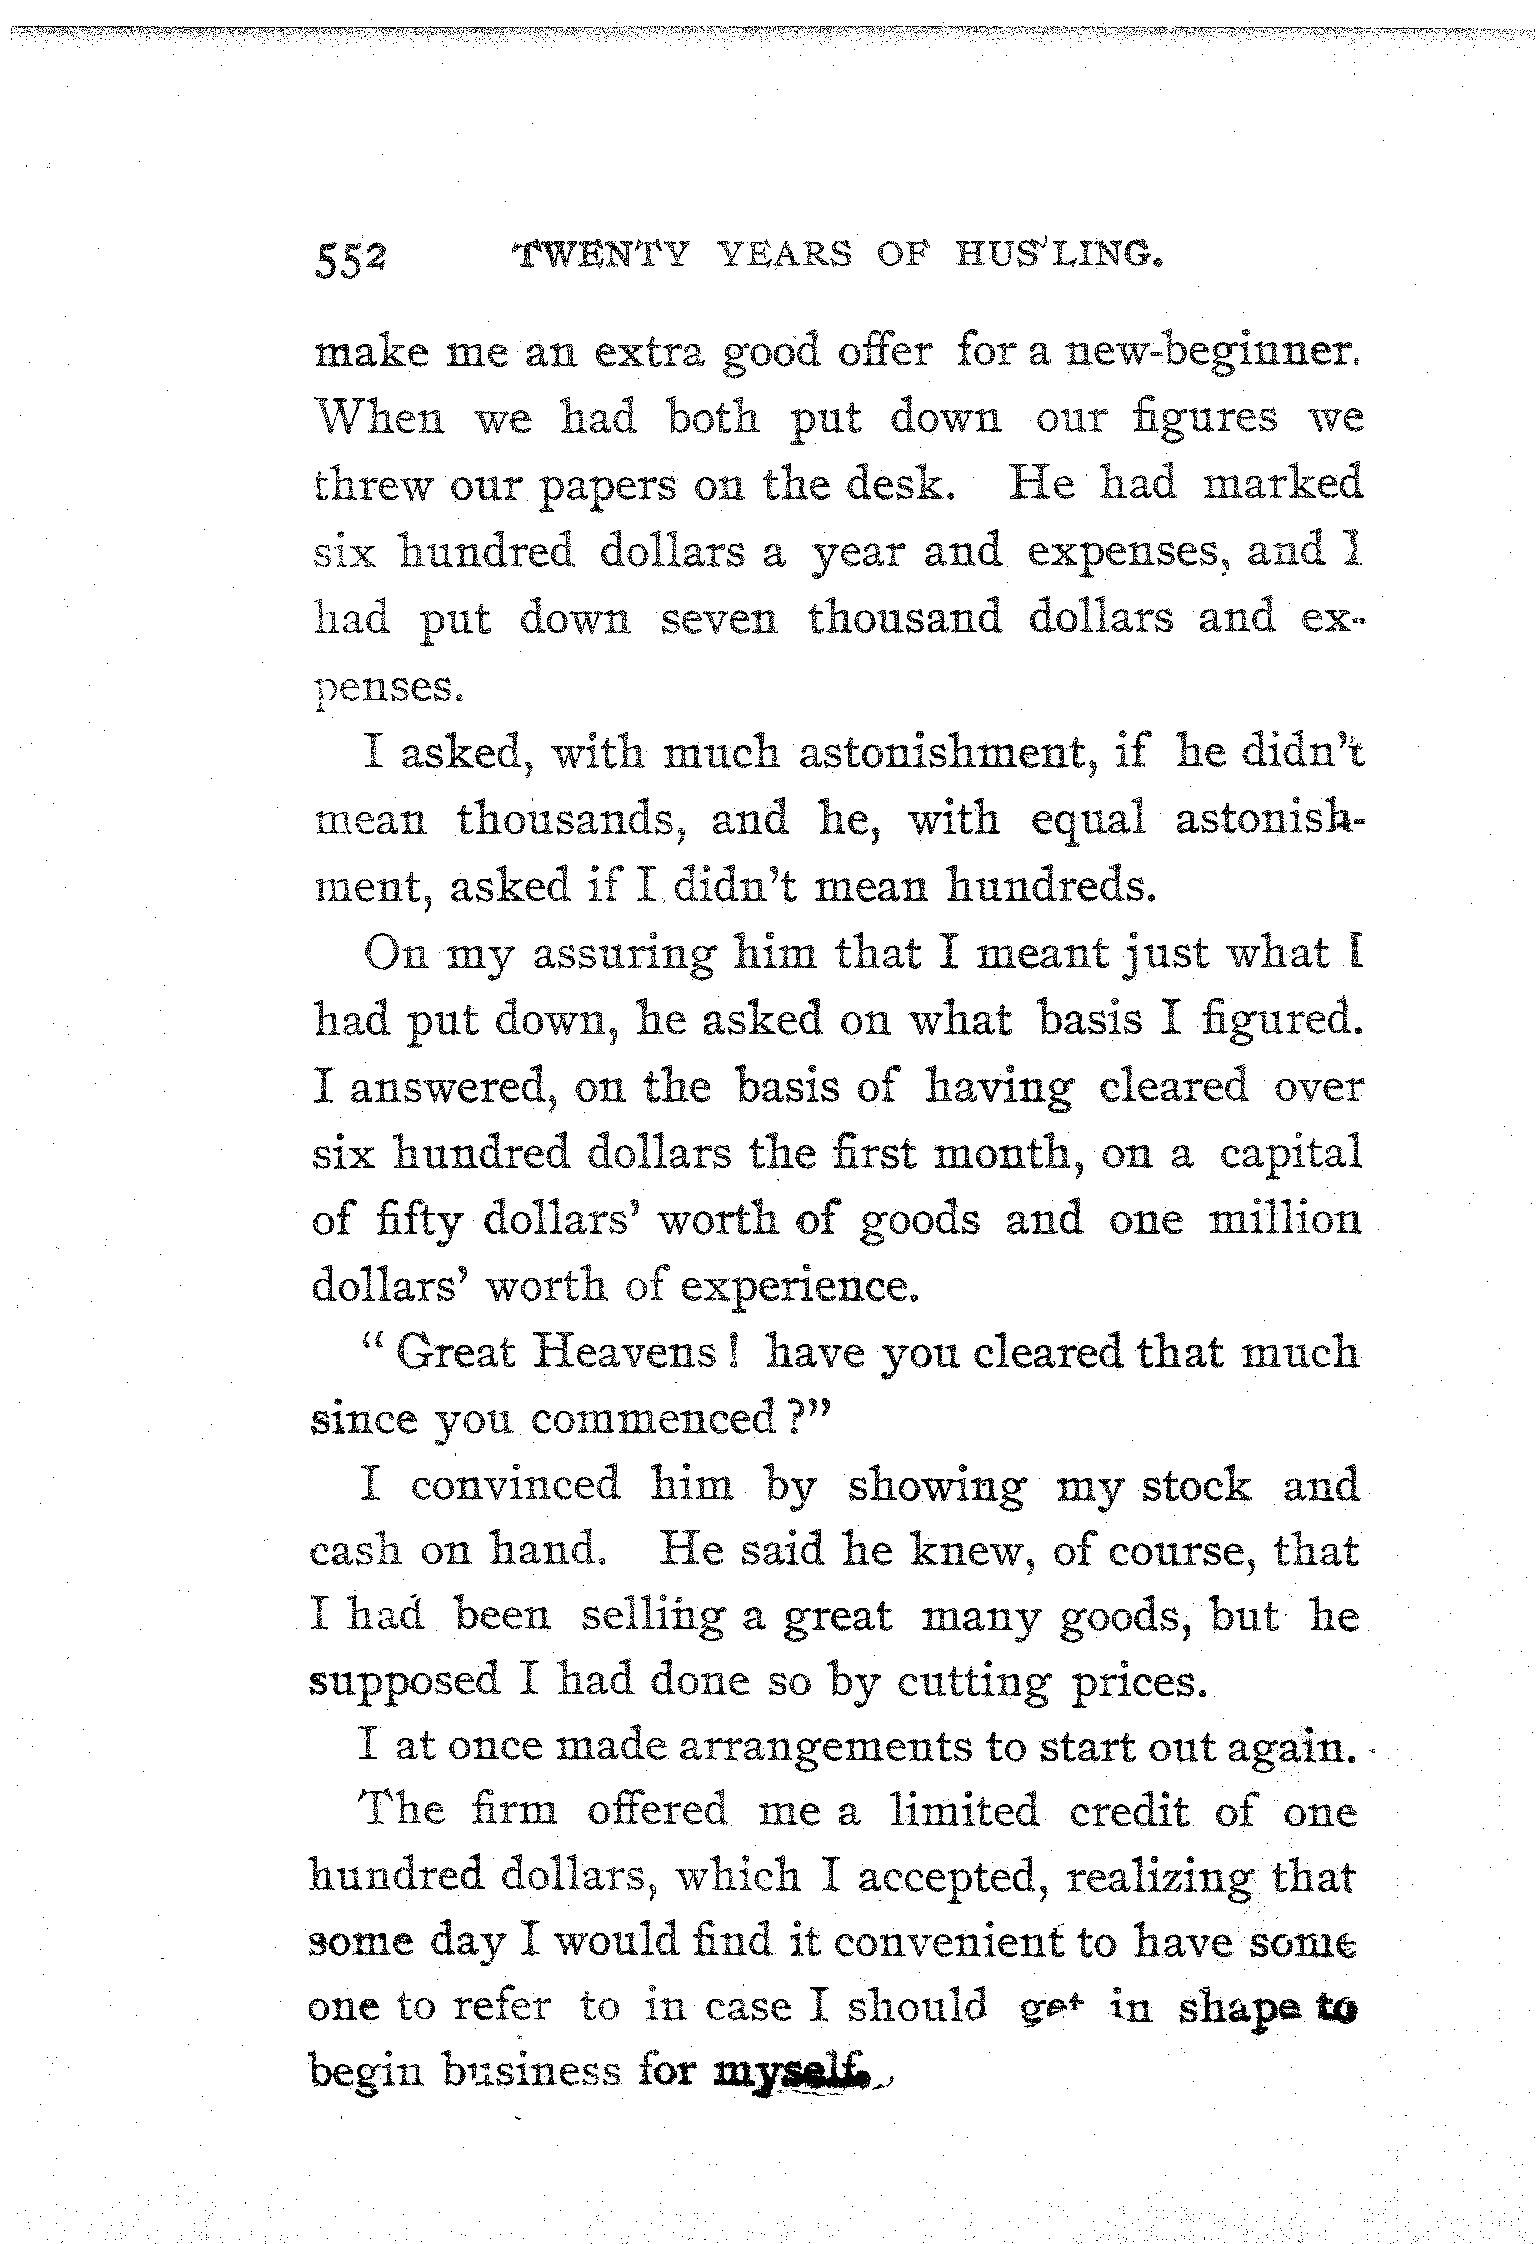 552 TWENTY YEARS OF HUS'LING.
make me an extra good offer for a new-beginner.
When we had both put down our figures we
threw our papers on the desk. He had marked
six hundred dollars a year and expenses, and I
had put down seven thousand dollars and ex-
penses.
I asked, with much astonishment, if he didn't
mean thousands, and he, with equal astonish-
ment, asked if I didn't mean hundreds.
On my assuring him that I meant just what I
had put down, he asked on what basis I figured.
I answered, on the basis of having cleared over
six hundred dollars the first month, on a capital
of fifty dollars' worth of goods and one million
dollars' worth of experience.
“Great Heavens! have you cleared that much
since you commenced?”
I convinced him by showing my stock and
cash on hand. He said he knew, of course, that
I had been selling a great many goods, but he
supposed I had done so by cutting prices.
I at once made arrangements to start out again.
The firm offered me a limited credit of one
hundred dollars, which I accepted, realizing that
some day I would find it convenient to have some
one to refer to in case I should get in shape to
begin business for myself.